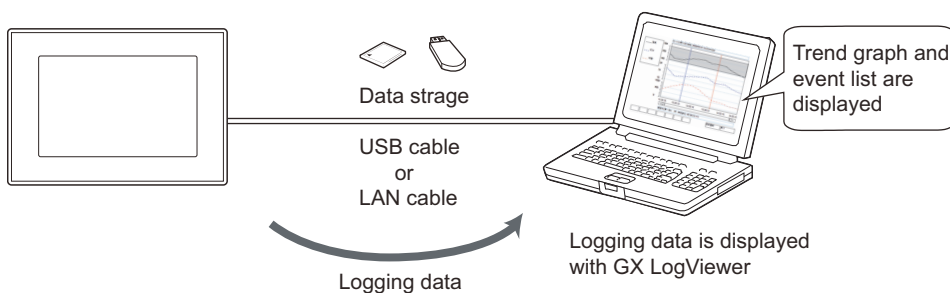 Data strage
USB cable
or
LAN cable
Logging data
Trend graph and
event list are
displayed
Logging data is displayed
with GX LogViewer